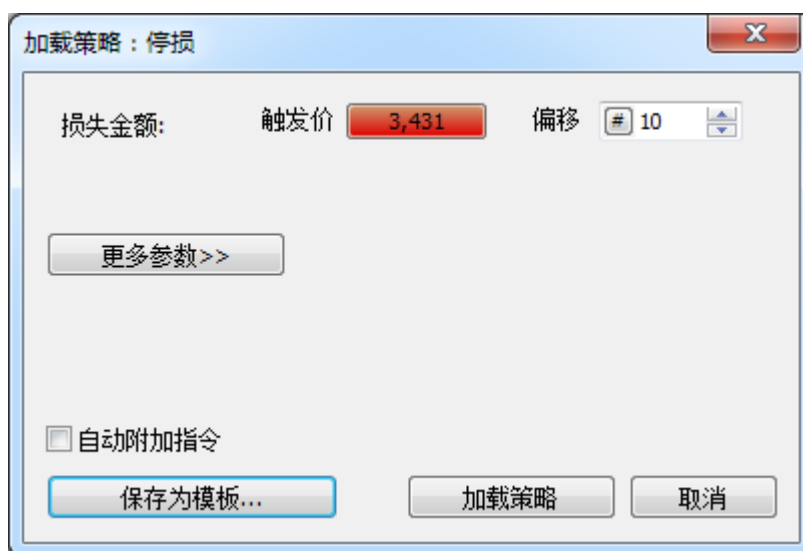 加载策略：停损
损失金额: 触发价 3,431 偏移 # 10
更多参数>>
自动附加指令
保存为模板... 加载策略 取消